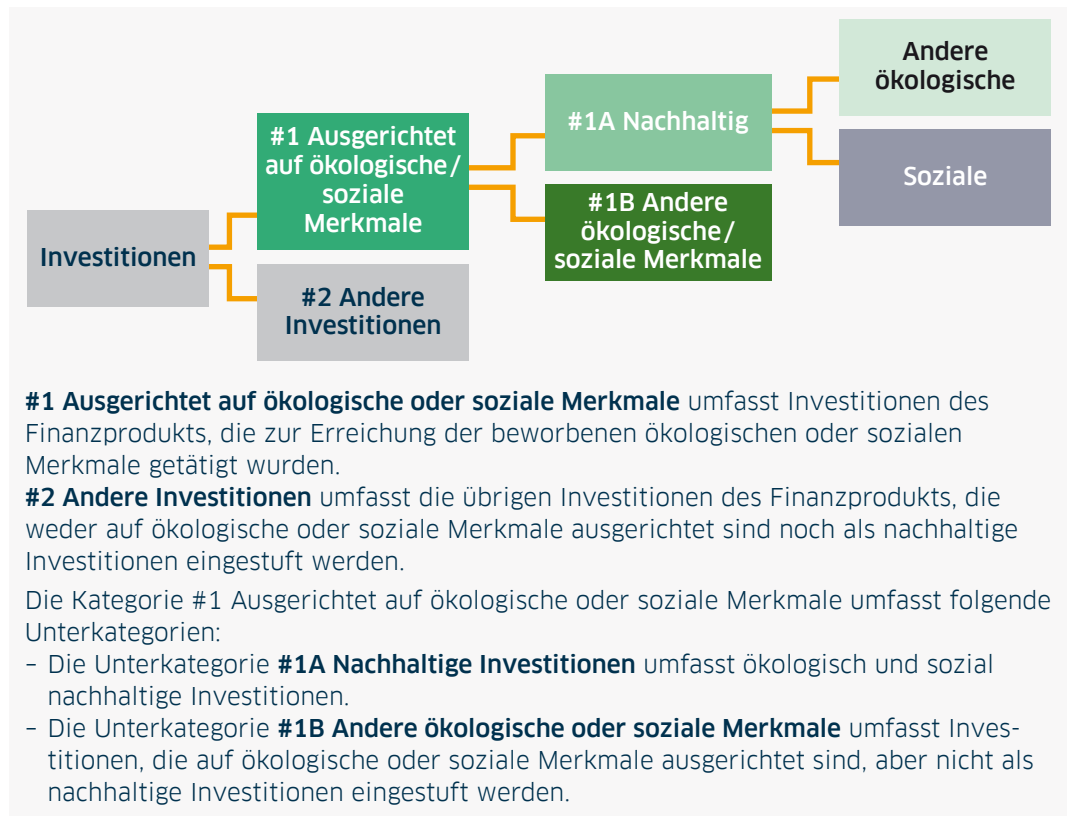 Investitionen
#1 Ausgerichtet
auf ökologische/
soziale
Merkmale
#2 Andere
Investitionen
#1A Nachhaltig
#1B Andere
ökologische/
soziale Merkmale
Andere
ökologische
Soziale
#1 Ausgerichtet auf ökologische oder soziale Merkmale umfasst Investitionen des
Finanzprodukts, die zur Erreichung der beworbenen ökologischen oder sozialen
Merkmale getätigt wurden.
#2 Andere Investitionen umfasst die übrigen Investitionen des Finanzprodukts, die
weder auf ökologische oder soziale Merkmale ausgerichtet sind noch als nachhaltige
Investitionen eingestuft werden.
Die Kategorie #1 Ausgerichtet auf ökologische oder soziale Merkmale umfasst folgende
Unterkategorien:
– Die Unterkategorie #1A Nachhaltige Investitionen umfasst ökologisch und sozial
nachhaltige Investitionen.
– Die Unterkategorie #1B Andere ökologische oder soziale Merkmale umfasst Inves-
titionen, die auf ökologische oder soziale Merkmale ausgerichtet sind, aber nicht als
nachhaltige Investitionen eingestuft werden.